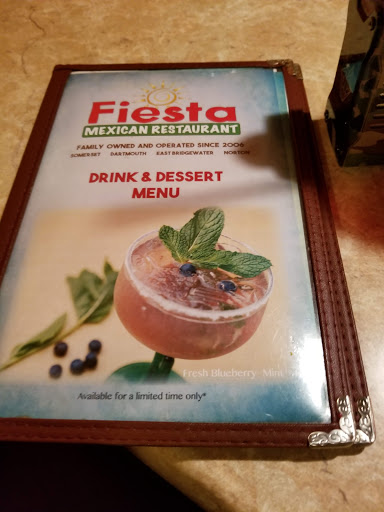 Fiesta
MEXICAN RESTAURANT
FAMILY OWNED AND OPERATED SINCE 2006
SOMERSET DARTMOUTH EAST BRIDGEWATER NORTON
DRINK & DESSERT
MENU
Fresh Blueberry Mint
Available for a limited time only*